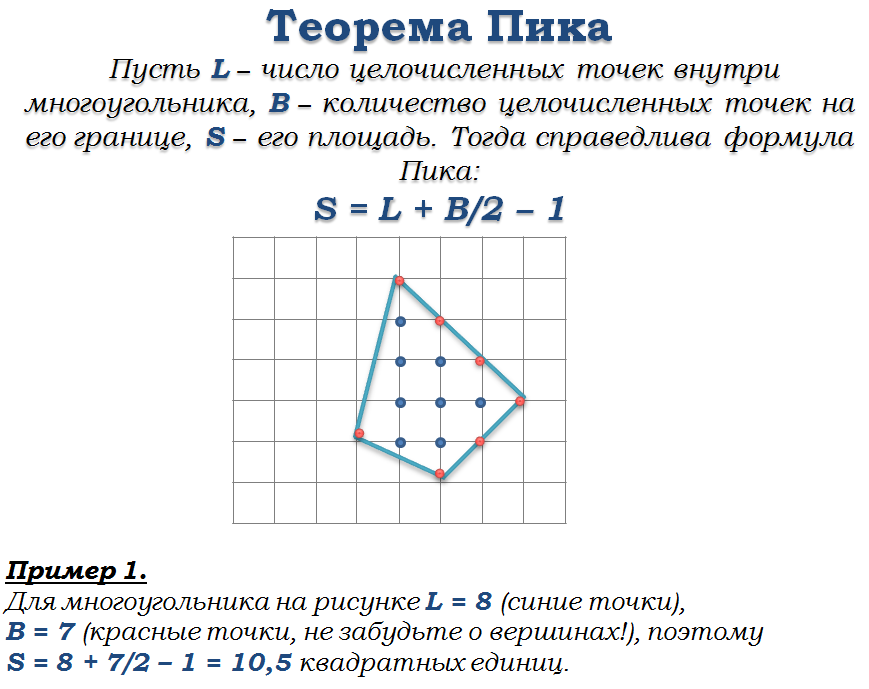 Теорема Пика
Пусть L – число целочисленных точек внутри
многоугольника, B – количество целочисленных точек на
его границе, S – его площадь. Тогда справедлива формула
Пика:
S = L + B/2 – 1
Пример 1.
Для многоугольника на рисунке L = 8 (синие точки),
B = 7 (красные точки, не забудьте о вершинах!), поэтому
S = 8 + 7/2 – 1 = 10,5 квадратных единиц.